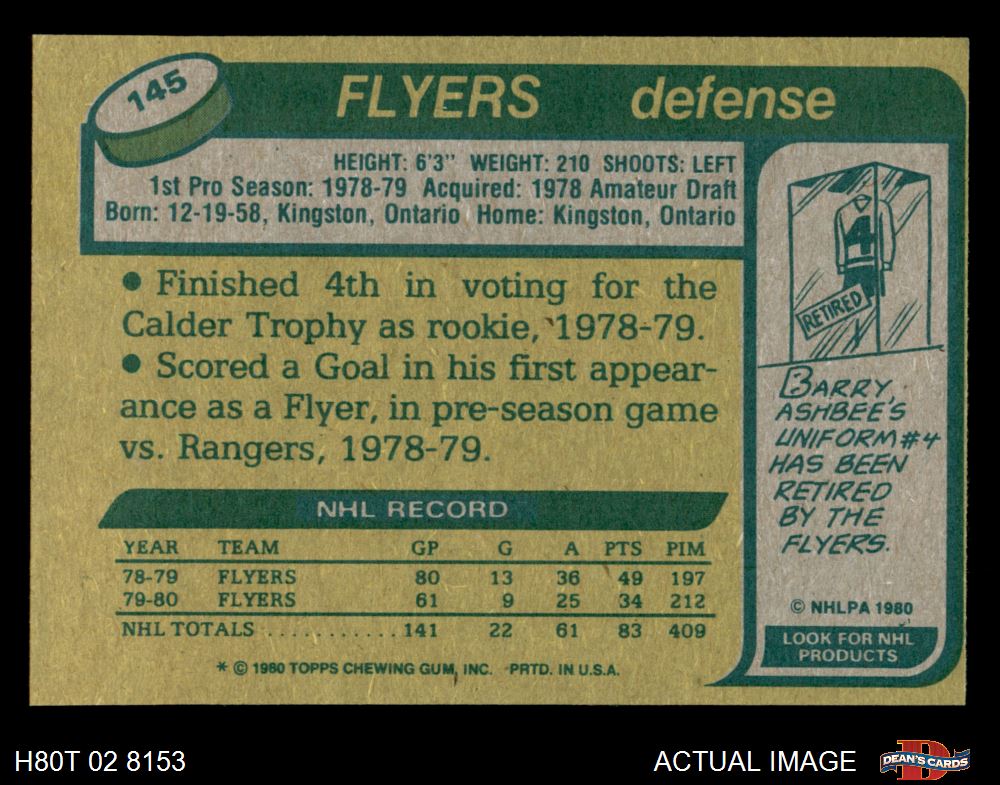 145
FLYERS defense
HEIGHT: 6'3" WEIGHT: 210 SHOOTS: LEFT
1st Pro Season: 1978-79 Acquired: 1978 Amateur Draft
Born: 12-19-58, Kingston, Ontario Home: Kingston, Ontario
● Finished 4th in voting for the
Calder Trophy as rookie, 1978-79.
● Scored a Goal in his first appear-
ance as a Flyer, in pre-season game
vs. Rangers, 1978-79.
NHL RECORD
YEAR TEAM GP G A PTS PIM
78-79 FLYERS 80 13 36 49 197
79-80 FLYERS 61 9 25 34 212
NHL TOTALS ........... 141 22 61 83 409
* © 1980 TOPPS CHEWING GUM, INC. PRTD. IN U.S.A.
4
RETIRED
BARRY
ASHBEE'S
UNIFORM #4
HAS BEEN
RETIRED
BY THE
FLYERS.
© NHLPA 1980
LOOK FOR NHL
PRODUCTS
H80T 02 8153
ACTUAL IMAGE
D
DEAN'S CARDS